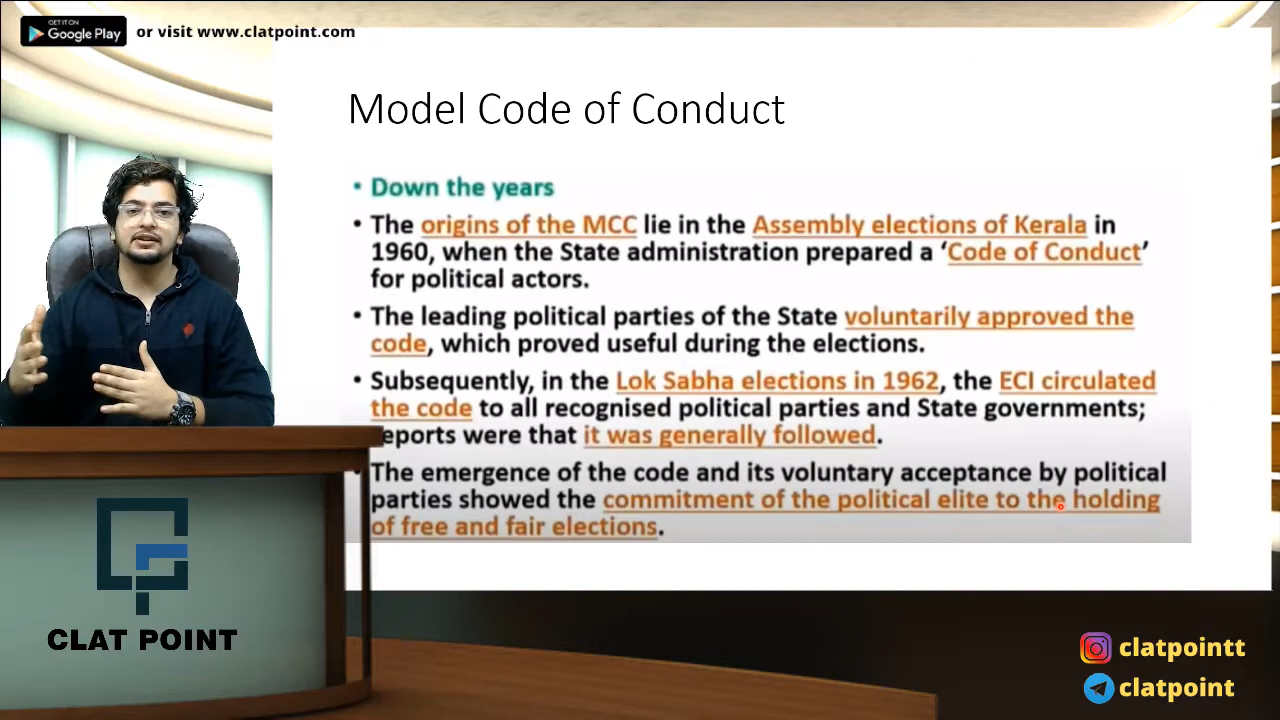 GET IT ON
Google Play
or visit www.clatpoint.com
Model Code of Conduct
• Down the years
• The origins of the MCC lie in the Assembly elections of Kerala in
1960, when the State administration prepared a ‘Code of Conduct’
for political actors.
• The leading political parties of the State voluntarily approved the
code, which proved useful during the elections.
• Subsequently, in the Lok Sabha elections in 1962, the ECI circulated
the code to all recognised political parties and State governments;
eports were that it was generally followed.
• The emergence of the code and its voluntary acceptance by political
parties showed the commitment of the political elite to the holding
of free and fair elections.
CLAT POINT
clatpointt
clatpoint